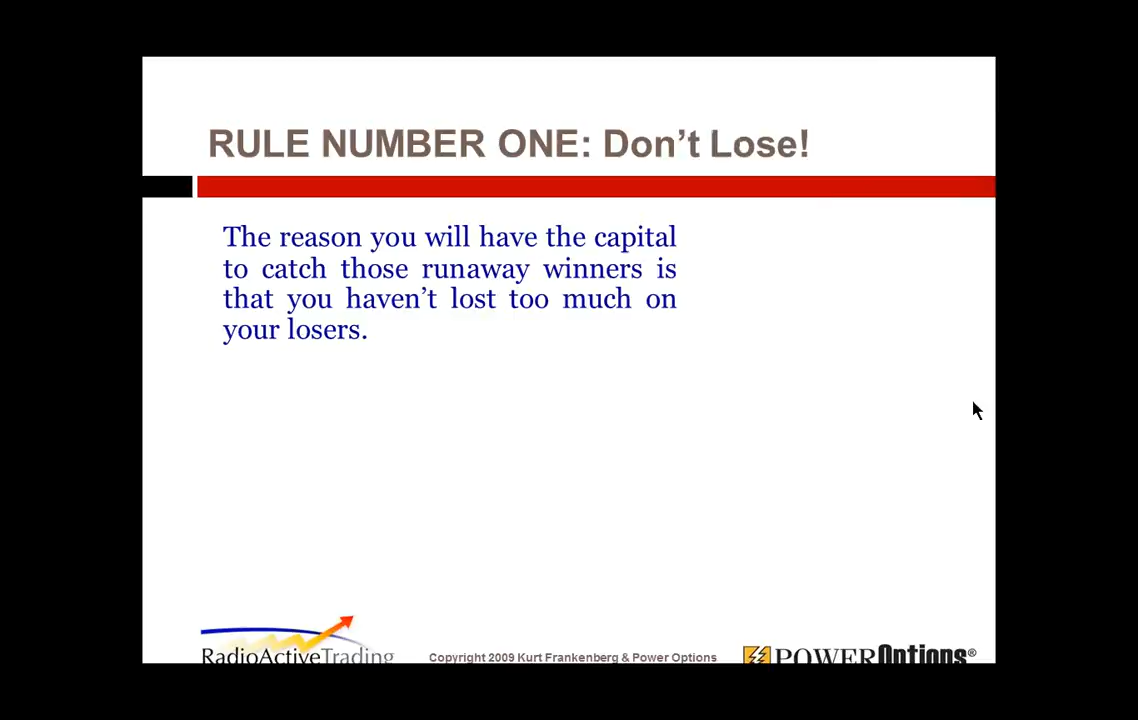 RULE NUMBER ONE: Don’t Lose!
The reason you will have the capital
to catch those runaway winners is
that you haven’t lost too much on
your losers.
RadioActiveTrading
Copyright 2009 Kurt Frankenberg & Power Options
POWEROptions®